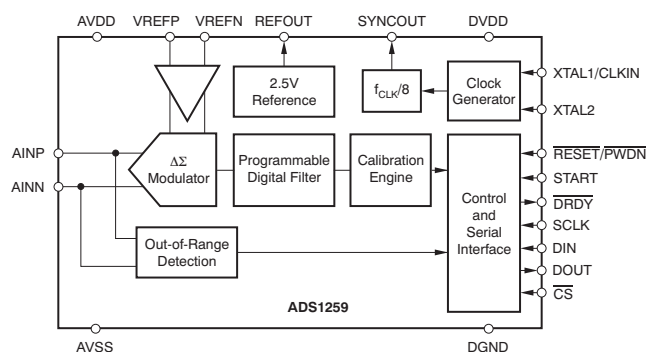 AVDD VREFP VREFN REFOUT SYNCOUT DVDD
2.5V
Reference
fCLK/8
Clock
Generator
XTAL1/CLKIN
XTAL2
AINP
AINN
ΔΣ
Modulator
Programmable
Digital Filter
Calibration
Engine
Control
and
Serial
Interface
Out-of-Range
Detection
RESET/PWDN
START
DRDY
SCLK
DIN
DOUT
CS
ADS1259
AVSS DGND